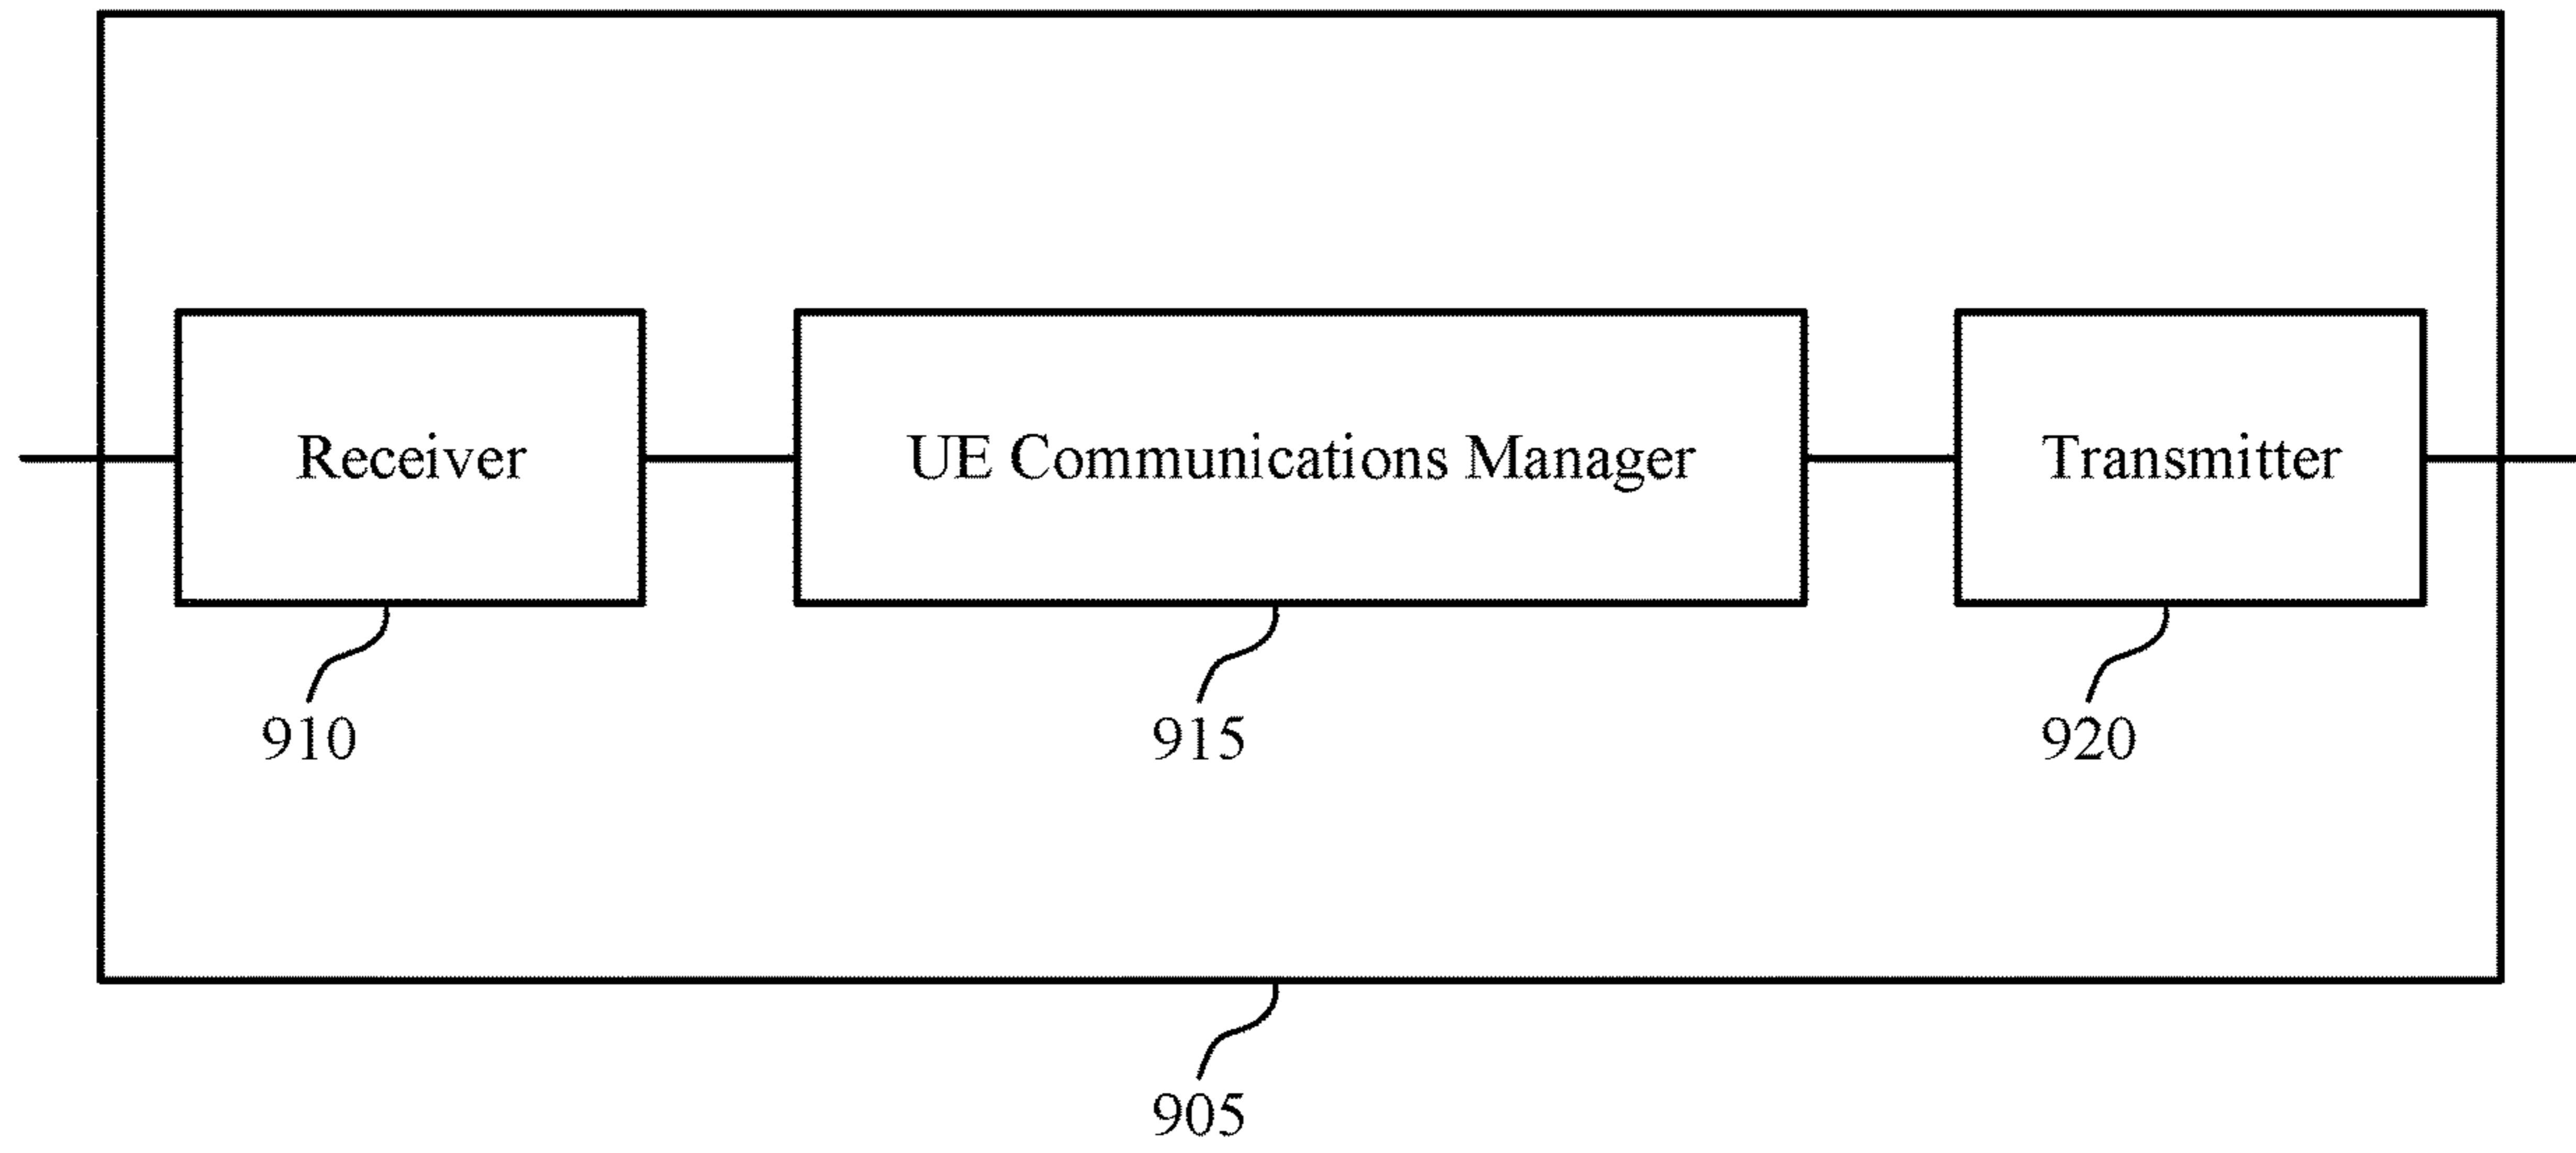 Receiver
UE Communications Manager
Transmitter
910
915
920
905